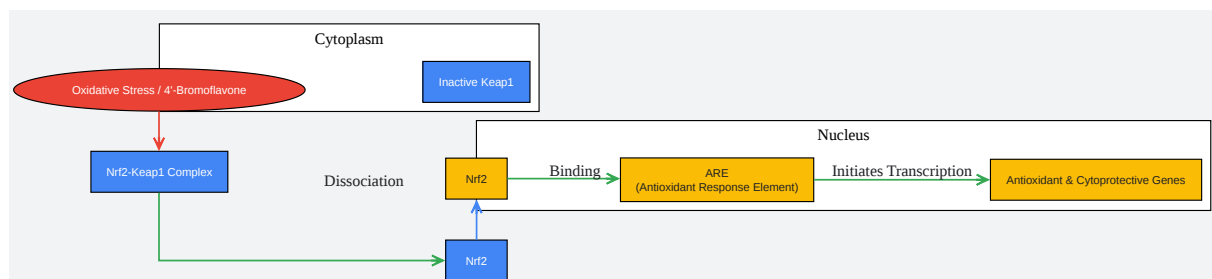 Cytoplasm
Oxidative Stress / 4'-Bromoflavone
Inactive Keap1
Nucleus
Nrf2-Keap1 Complex
Dissociation
Nrf2
Binding
ARE
(Antioxidant Response Element)
Initiates Transcription
Antioxidant & Cytoprotective Genes
Nrf2